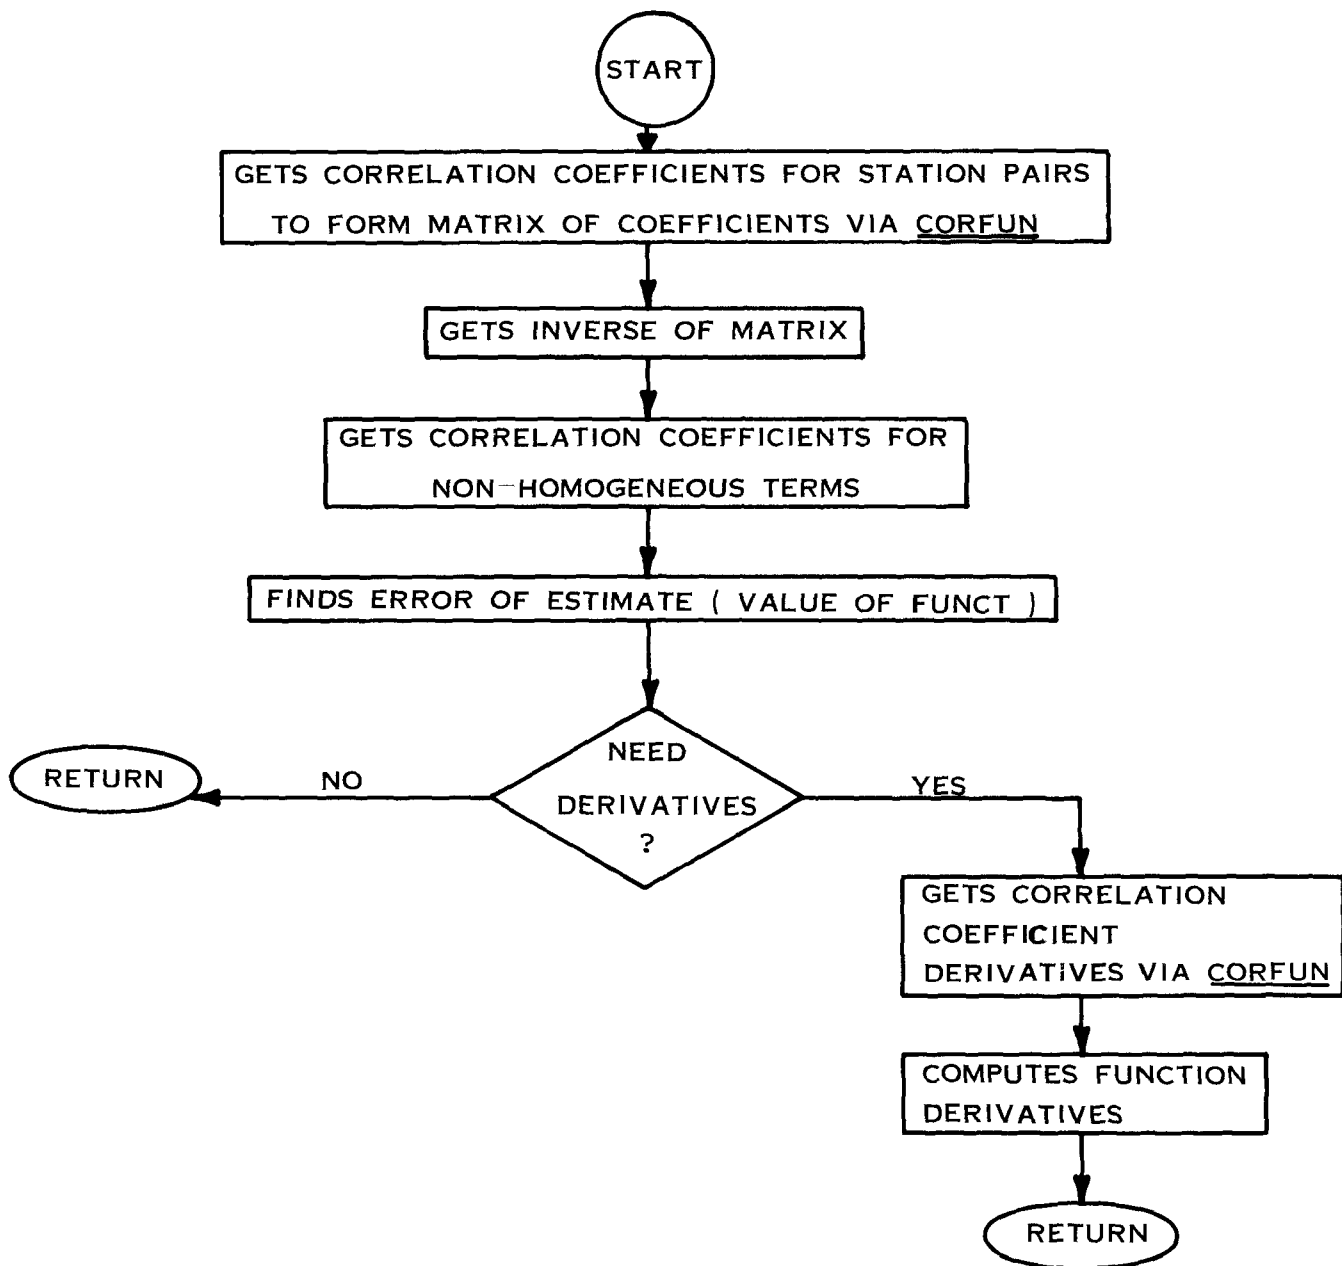 START
GETS CORRELATION COEFFICIENTS FOR STATION PAIRS
TO FORM MATRIX OF COEFFICIENTS VIA CORFUN
GETS INVERSE OF MATRIX
GETS CORRELATION COEFFICIENTS FOR
NON-HOMOGENEOUS TERMS
FINDS ERROR OF ESTIMATE ( VALUE OF FUNCT )
NEED
DERIVATIVES
?
NO
RETURN
YES
GETS CORRELATION
COEFFICIENT
DERIVATIVES VIA CORFUN
COMPUTES FUNCTION
DERIVATIVES
RETURN